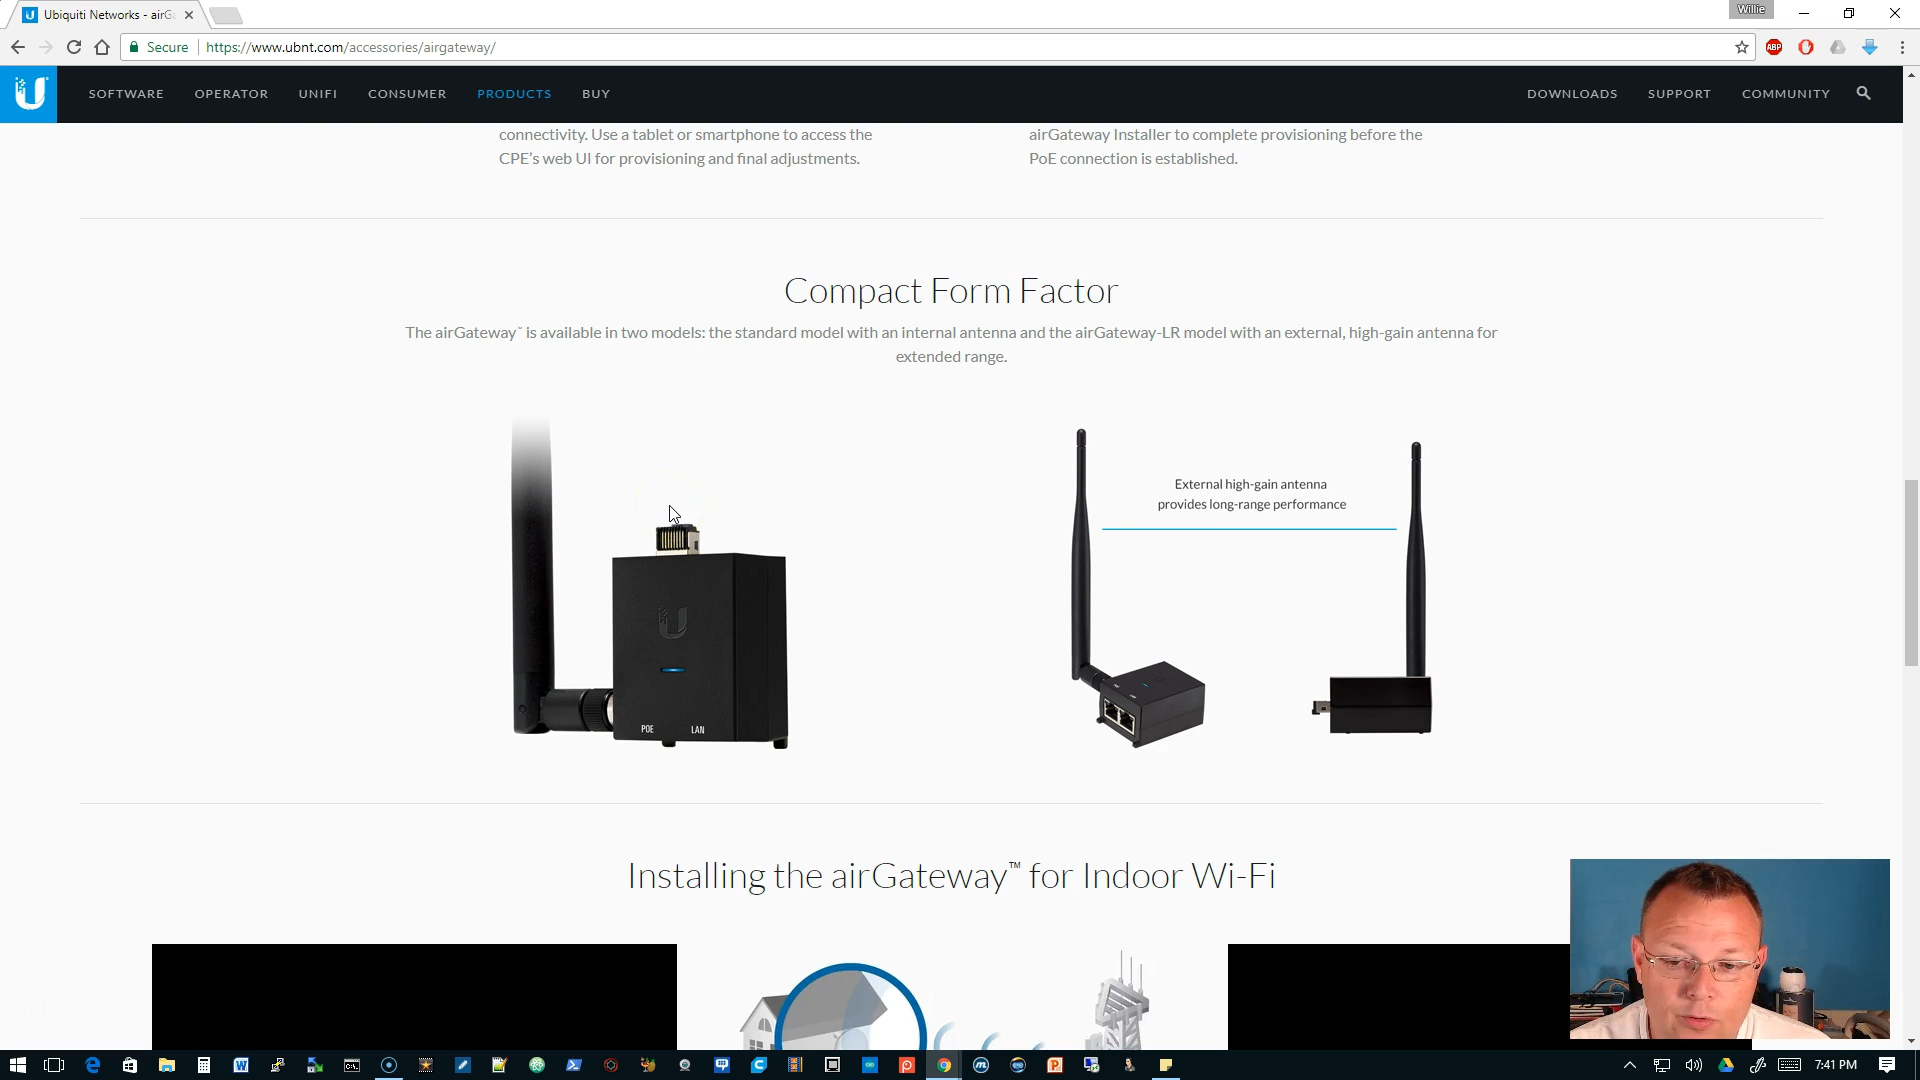 Ubiquiti Networks - airGa
Willie
Secure
https://www.ubnt.com/accessories/airgateway/
ABP
SOFTWARE OPERATOR UNIFI CONSUMER PRODUCTS BUY DOWNLOADS SUPPORT COMMUNITY
connectivity. Use a tablet or smartphone to access the
CPE’s web UI for provisioning and final adjustments.
airGateway Installer to complete provisioning before the
PoE connection is established.
Compact Form Factor
The airGateway™ is available in two models: the standard model with an internal antenna and the airGateway-LR model with an external, high-gain antenna for
extended range.
External high-gain antenna
provides long-range performance
POE LAN
Installing the airGateway™ for Indoor Wi-Fi
7:41 PM